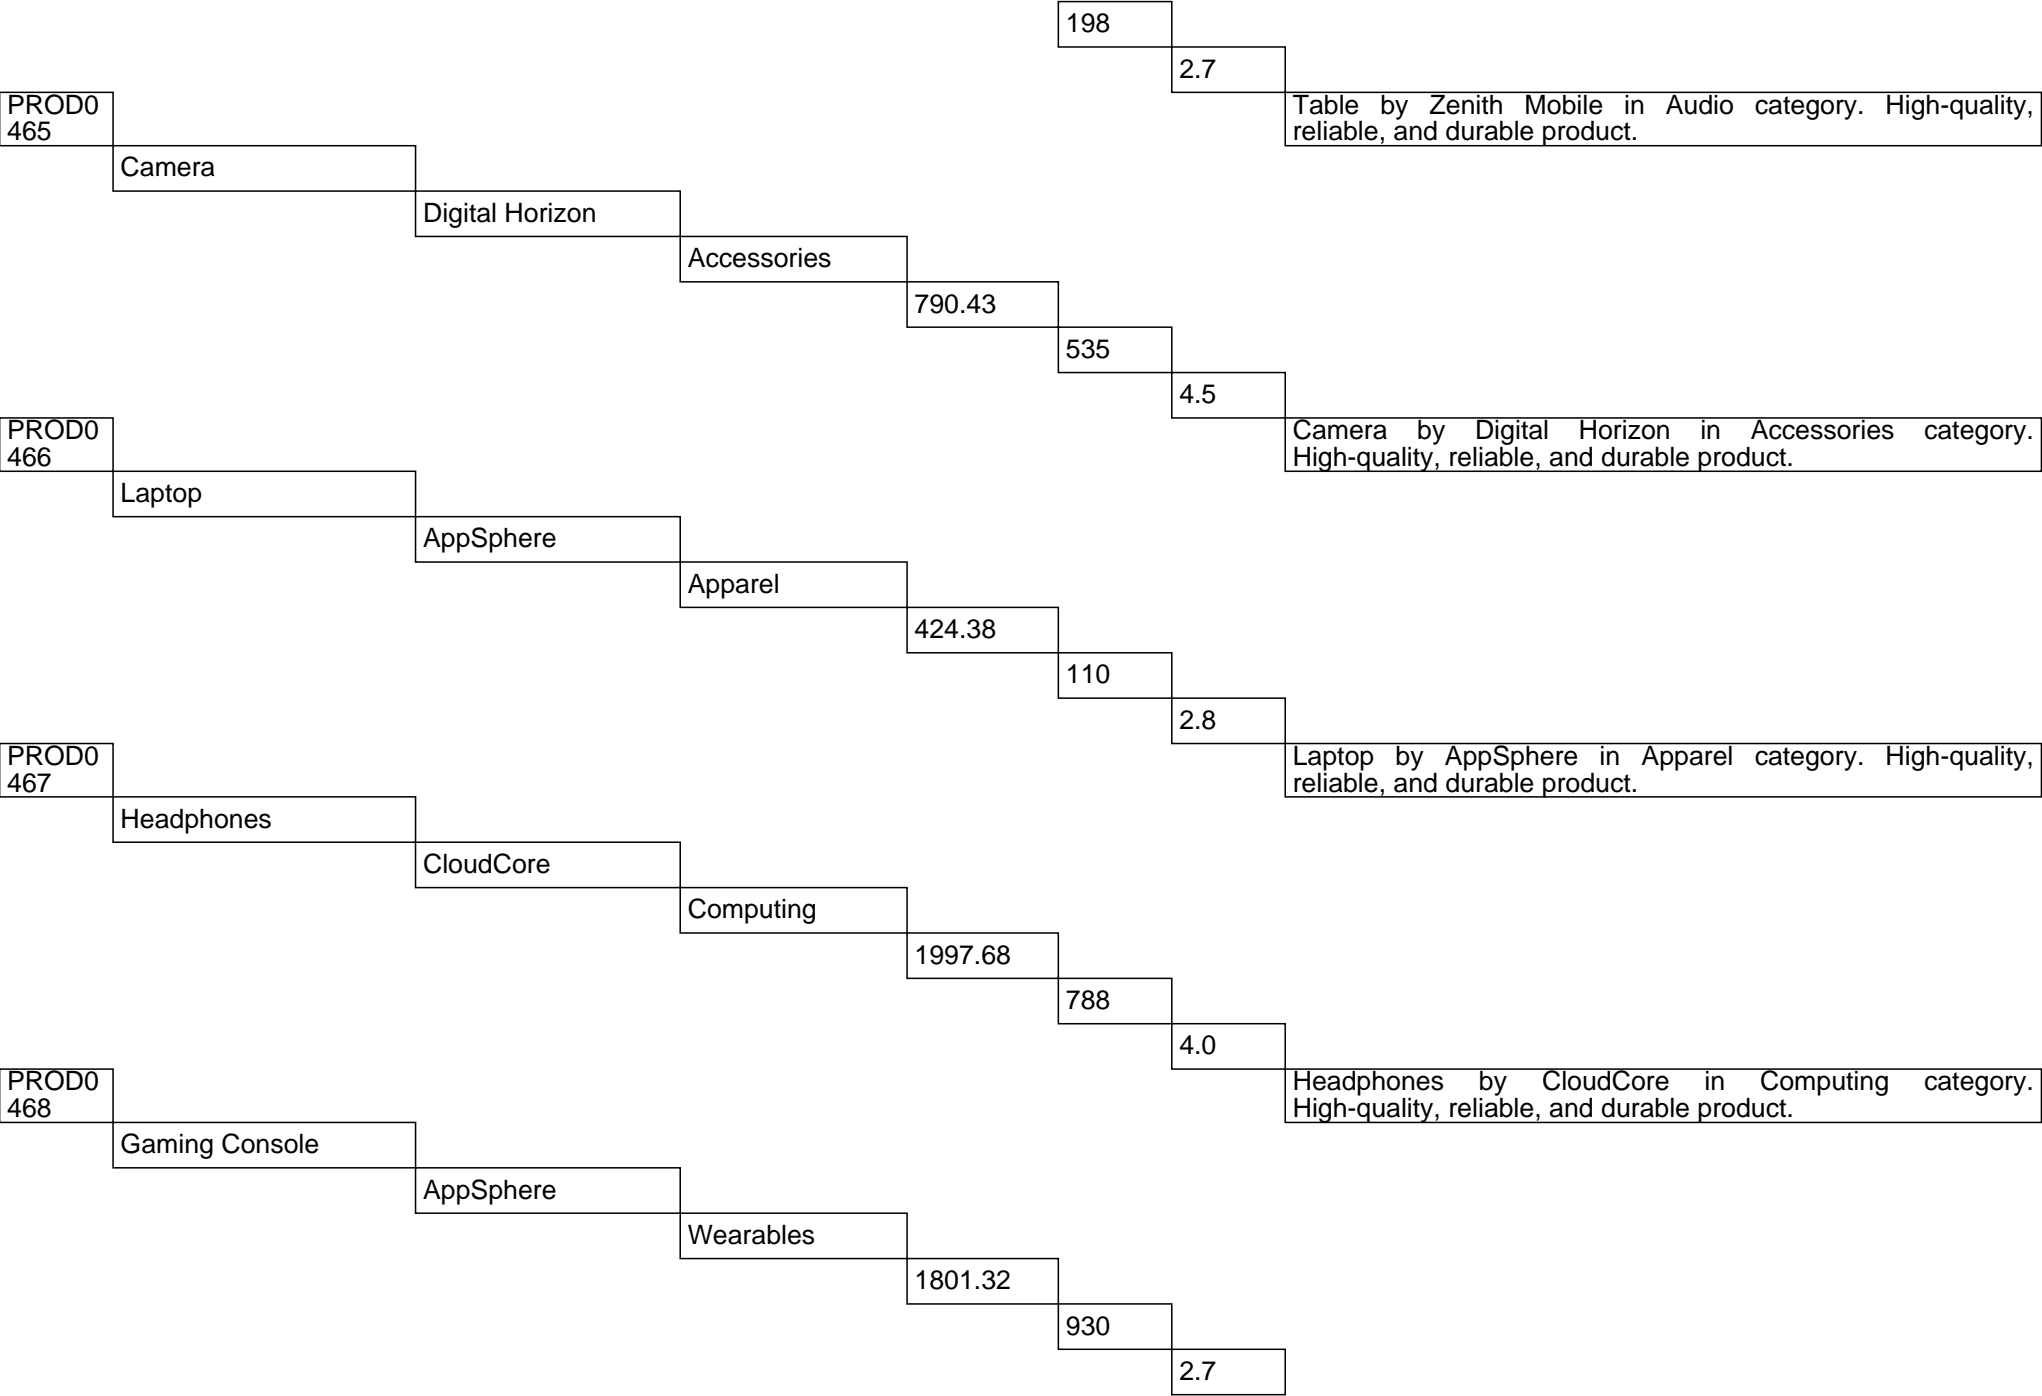 198
2.7
Table by Zenith Mobile in Audio category. High-quality,
reliable, and durable product.
PROD0
465
Camera
Digital Horizon
Accessories
790.43
535
4.5
Camera by Digital Horizon in Accessories category.
High-quality, reliable, and durable product.
PROD0
466
Laptop
AppSphere
Apparel
424.38
110
2.8
Laptop by AppSphere in Apparel category. High-quality,
reliable, and durable product.
PROD0
467
Headphones
CloudCore
Computing
1997.68
788
4.0
Headphones by CloudCore in Computing category.
High-quality, reliable, and durable product.
PROD0
468
Gaming Console
AppSphere
Wearables
1801.32
930
2.7